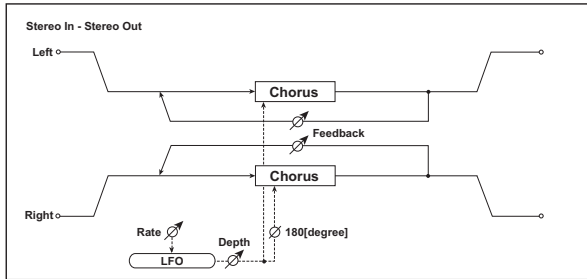 Stereo In - Stereo Out
Left
Chorus
Feedback
Chorus
Right
Rate
Depth
180[degree]
LFO